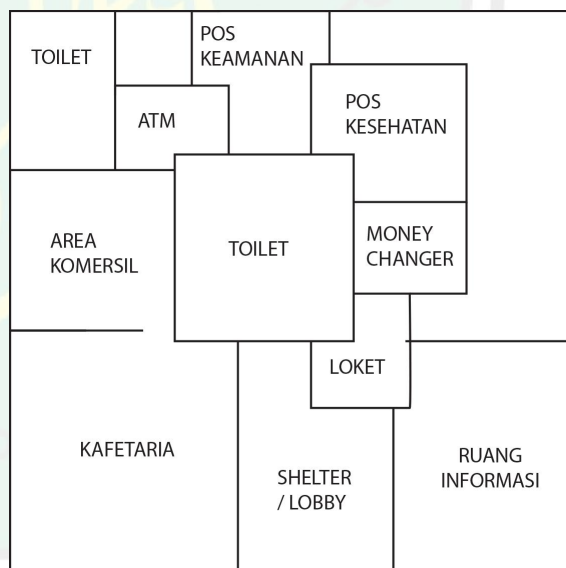 TOILET
POS
KEAMANAN
ATM
POS
KESEHATAN
AREA
KOMERSIL
TOILET
MONEY
CHANGER
LOKET
KAFETARIA
SHELTER
/ LOBBY
RUANG
INFORMASI